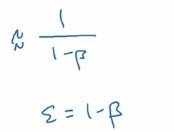 ≈ 1/(1-β)
ε = 1-β